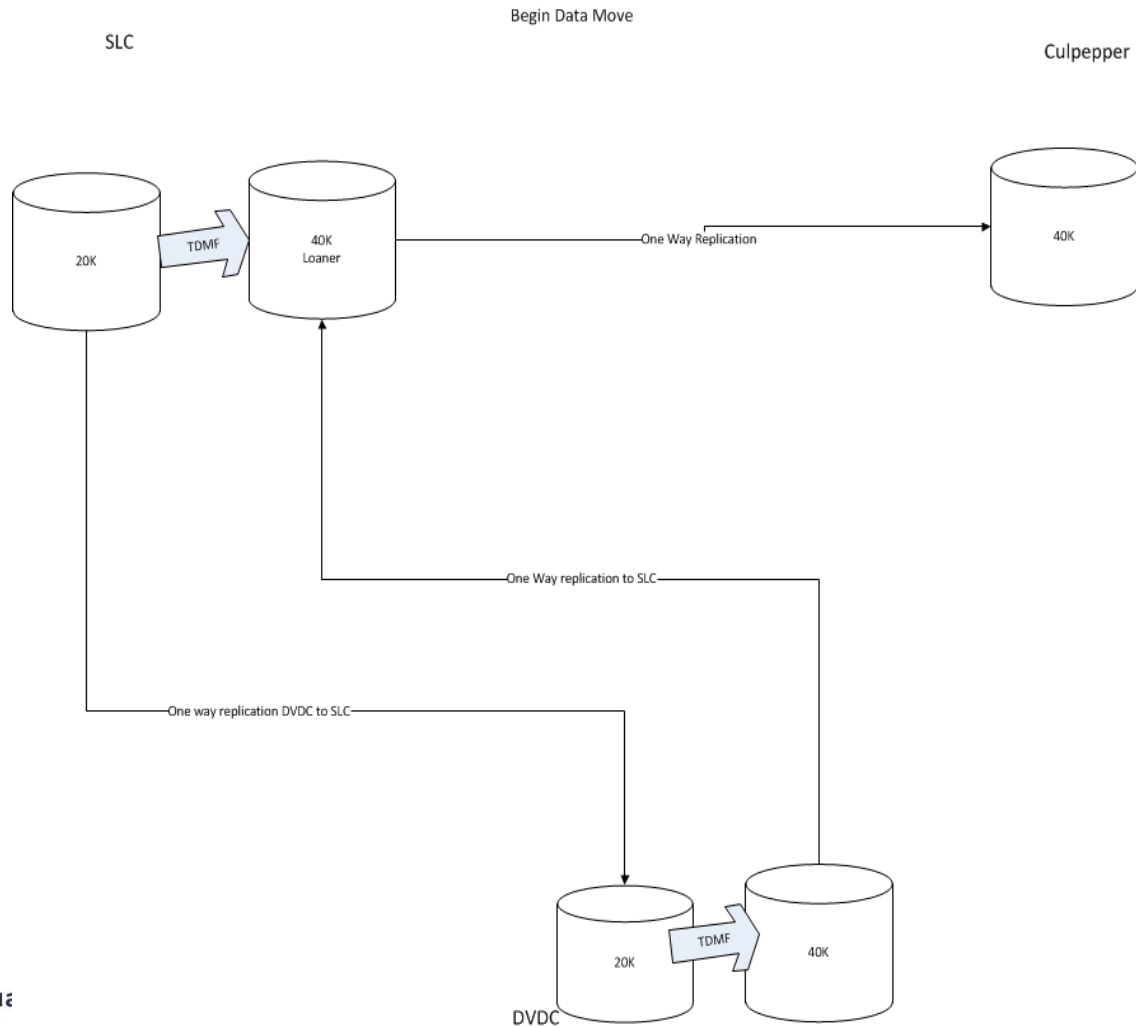 Begin Data Move
SLC
Culpepper
20K
TDMF
40K
Loaner
One Way Replication
40K
One Way replication to SLC
One way replication DVDC to SLC
20K
TDMF
40K
DVDC